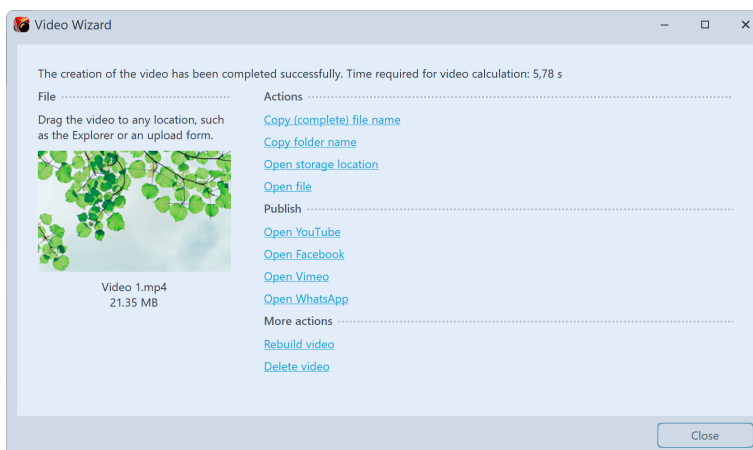 Video Wizard
The creation of the video has been completed successfully. Time required for video calculation: 5,78 s
File
Drag the video to any location, such
as the Explorer or an upload form.
Video 1.mp4
21.35 MB
Actions
Copy (complete) file name
Copy folder name
Open storage location
Open file
Publish
Open YouTube
Open Facebook
Open Vimeo
Open WhatsApp
More actions
Rebuild video
Delete video
Close